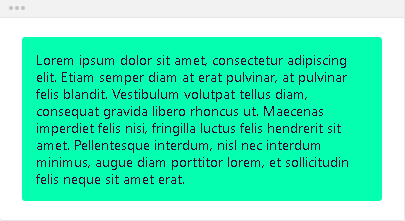 Lorem ipsum dolor sit amet, consectetur adipiscing
elit. Etiam semper diam at erat pulvinar, at pulvinar
felis blandit. Vestibulum volutpat tellus diam,
consequat gravida libero rhoncus ut. Maecenas
imperdiet felis nisi, fringilla luctus felis hendrerit sit
amet. Pellentesque interdum, nisl nec interdum
minimus, augue diam porttitor lorem, et sollicitudin
felis neque sit amet erat.